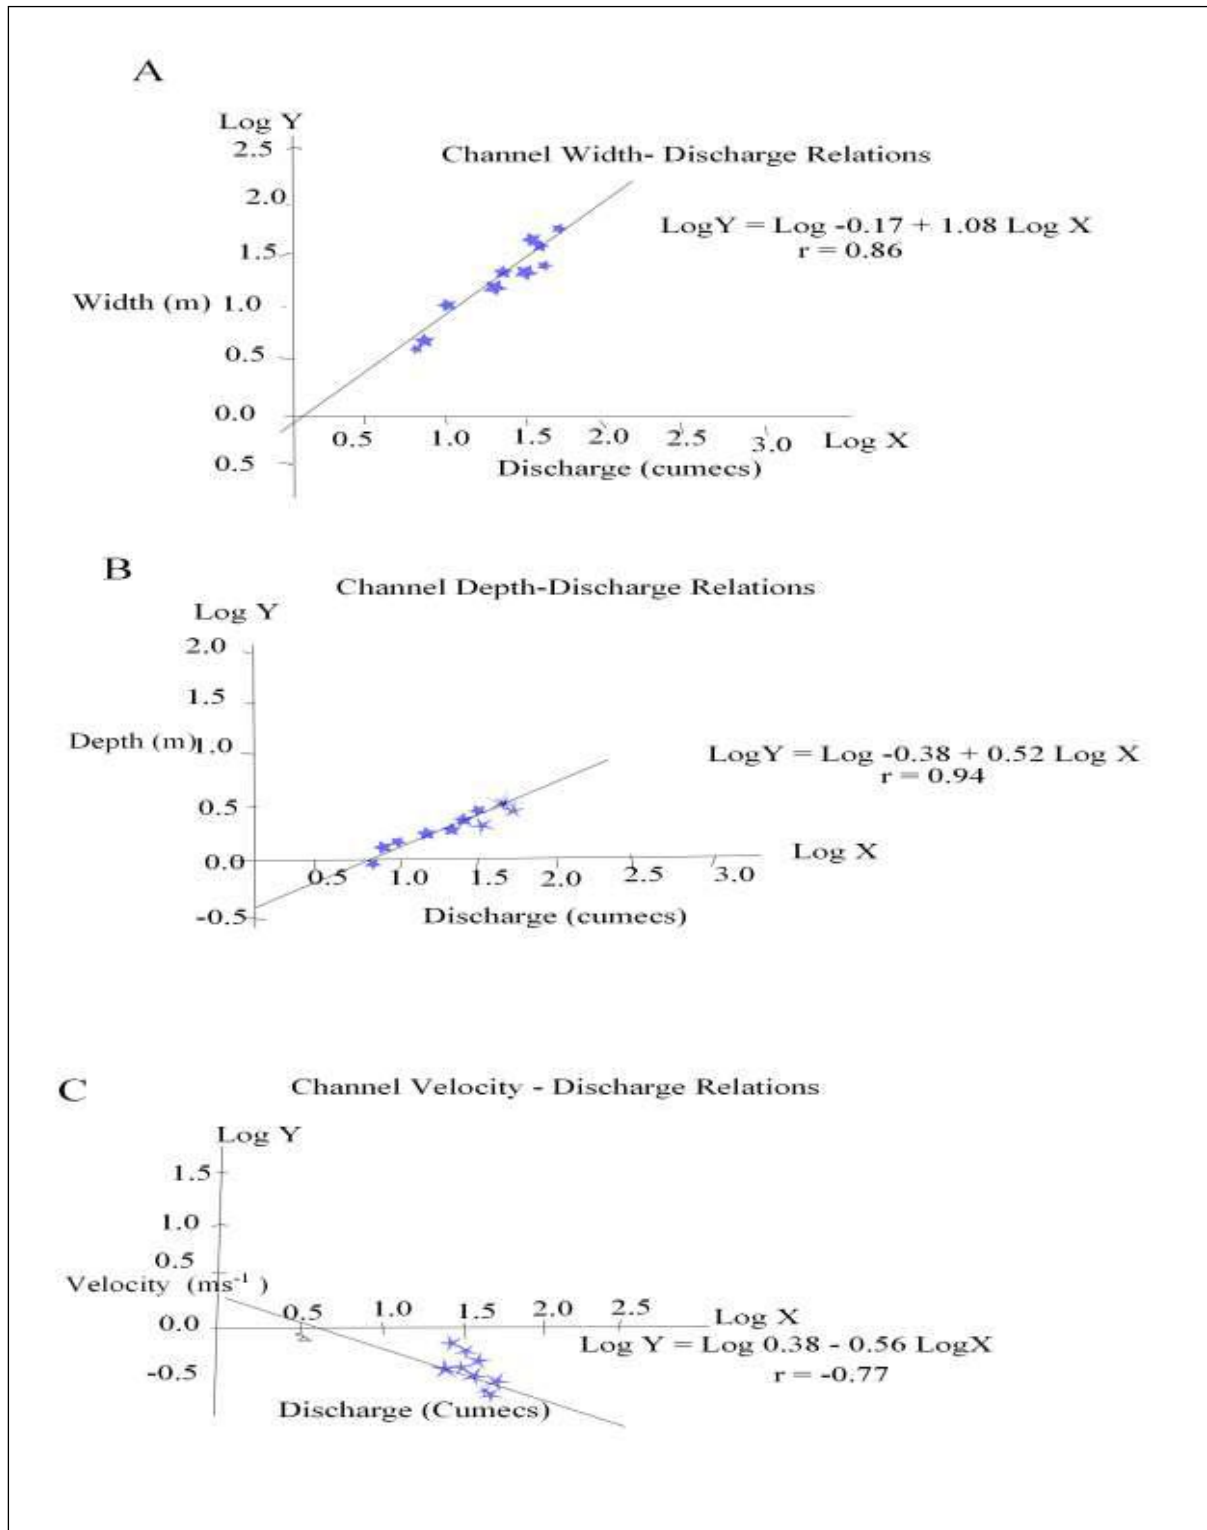 A
Log Y
2.5
Channel Width- Discharge Relations
2.0
LogY = Log -0.17 + 1.08 Log X
r = 0.86
1.5
Width (m) 1.0
0.5
0.0
0.5 1.0 1.5 2.0 2.5 3.0 Log X
0.5
Discharge (cumecs)
B
Channel Depth-Discharge Relations
Log Y
2.0
1.5
Depth (m) 1.0
LogY = Log -0.38 + 0.52 Log X
r = 0.94
0.5
Log X
0.0
0.5 1.0 1.5 2.0 2.5 3.0
-0.5
Discharge (cumecs)
C
Channel Velocity - Discharge Relations
Log Y
1.5
1.0
0.5
Velocity (ms-1 )
0.5 1.0 1.5 2.0 2.5 Log X
0.0
Log Y = Log 0.38 - 0.56 LogX
r = -0.77
-0.5
Discharge (Cumecs)